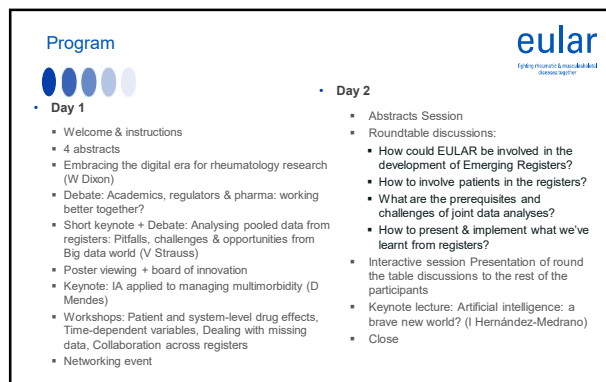 Program
eular
fighting rheumatic & musculoskeletal
diseases together
• Day 1
▪ Welcome & instructions
▪ 4 abstracts
▪ Embracing the digital era for rheumatology research
(W Dixon)
▪ Debate: Academics, regulators & pharma: working
better together?
▪ Short keynote + Debate: Analysing pooled data from
registers: Pitfalls, challenges & opportunities from
Big data world (V Strauss)
▪ Poster viewing + board of innovation
▪ Keynote: IA applied to managing multimorbidity (D
Mendes)
▪ Workshops: Patient and system-level drug effects,
Time-dependent variables, Dealing with missing
data, Collaboration across registers
▪ Networking event
• Day 2
▪ Abstracts Session
▪ Roundtable discussions:
▪ How could EULAR be involved in the
development of Emerging Registers?
▪ How to involve patients in the registers?
▪ What are the prerequisites and
challenges of joint data analyses?
▪ How to present & implement what we've
learnt from registers?
▪ Interactive session Presentation of round
the table discussions to the rest of the
participants
▪ Keynote lecture: Artificial intelligence: a
brave new world? (I Hernández-Medrano)
▪ Close